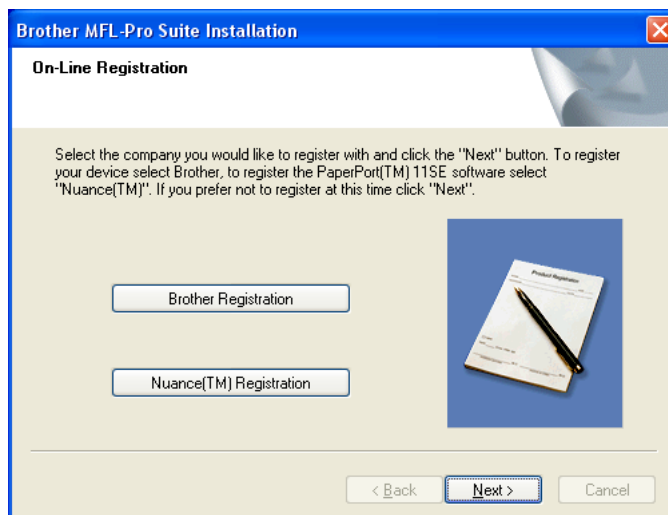 Brother MFL-Pro Suite Installation
On-Line Registration
Select the company you would like to register with and click the "Next" button. To register
your device select Brother, to register the PaperPort(TM) 11SE software select
"Nuance(TM)". If you prefer not to register at this time click "Next".
Product Registration
Brother Registration
Nuance(TM) Registration
< Back
Next >
Cancel